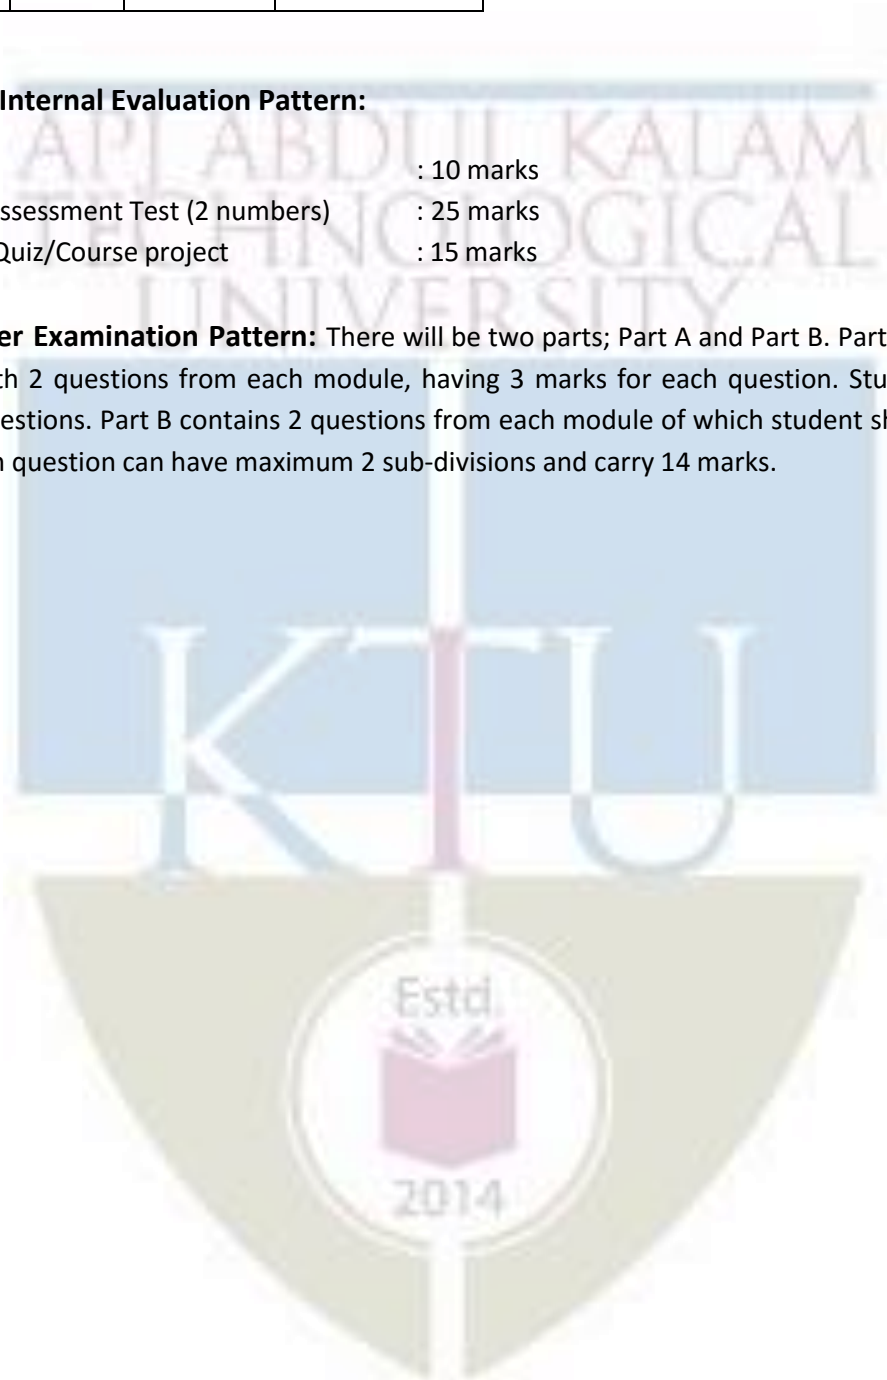 Internal Evaluation Pattern:
APJ ABDUL KALAM
: 10 marks
ssessment Test (2 numbers) : 25 marks
TECHNOLOGICAL
Quiz/Course project : 15 marks
UNIVERSITY
er Examination Pattern: There will be two parts; Part A and Part B. Part
th 2 questions from each module, having 3 marks for each question. Stu
estions. Part B contains 2 questions from each module of which student sh
n question can have maximum 2 sub-divisions and carry 14 marks.
KTU
Estd.
2014